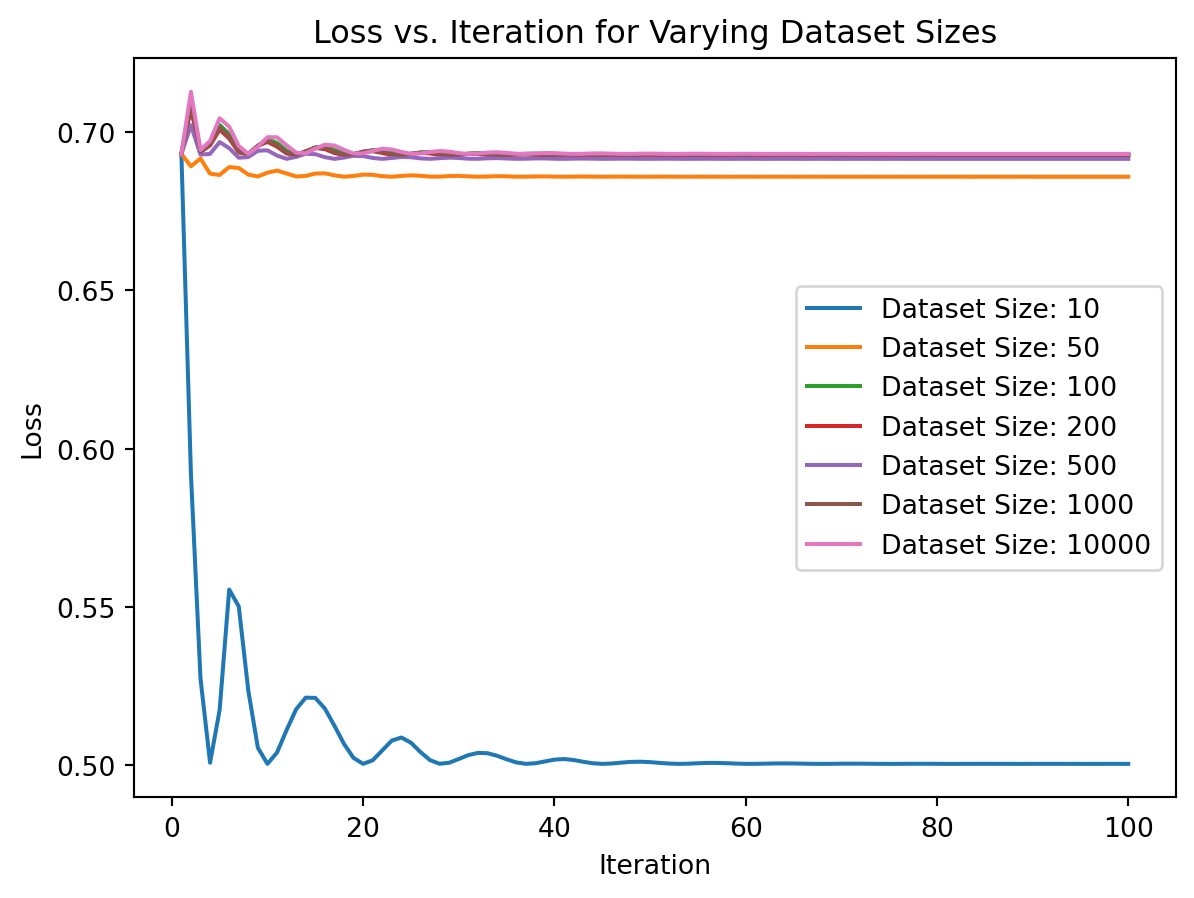 Loss vs. Iteration for Varying Dataset Sizes
0.70
0.65
0.60
0.55
0.50
Loss
Dataset Size: 10
Dataset Size: 50
Dataset Size: 100
Dataset Size: 200
Dataset Size: 500
Dataset Size: 1000
Dataset Size: 10000
0 20 40 60 80 100
Iteration